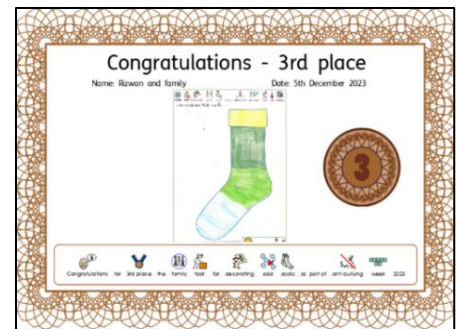 Congratulations - 3rd place
Name: Rizwan and family
Date: 5th December 2023
3
Congratulations for 3rd place the family task for decorating odd socks as part of anti-bullying week 2023